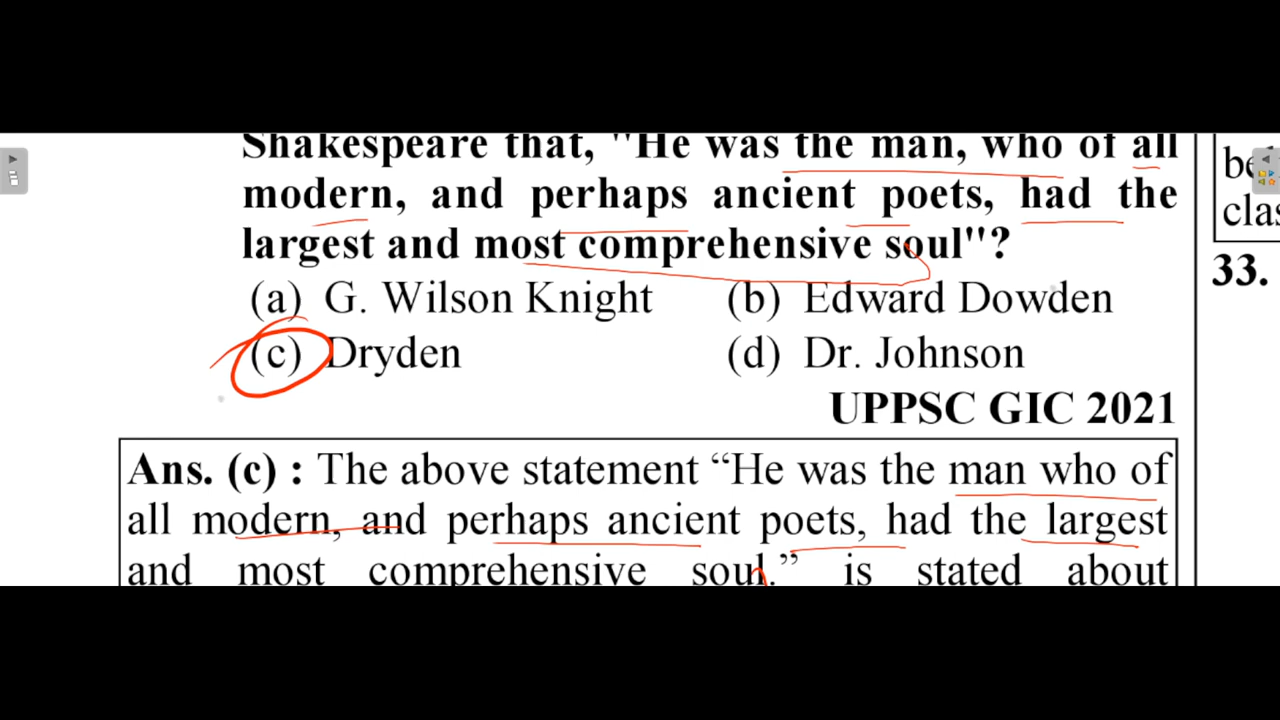 Shakespeare that, "He was the man, who of all
modern, and perhaps ancient poets, had the
largest and most comprehensive soul"?
(a) G. Wilson Knight (b) Edward Dowden
(c) Dryden (d) Dr. Johnson
UPPSC GIC 2021
Ans. (c) : The above statement “He was the man who of
all modern, and perhaps ancient poets, had the largest
and most comprehensive soul.” is stated about
33.